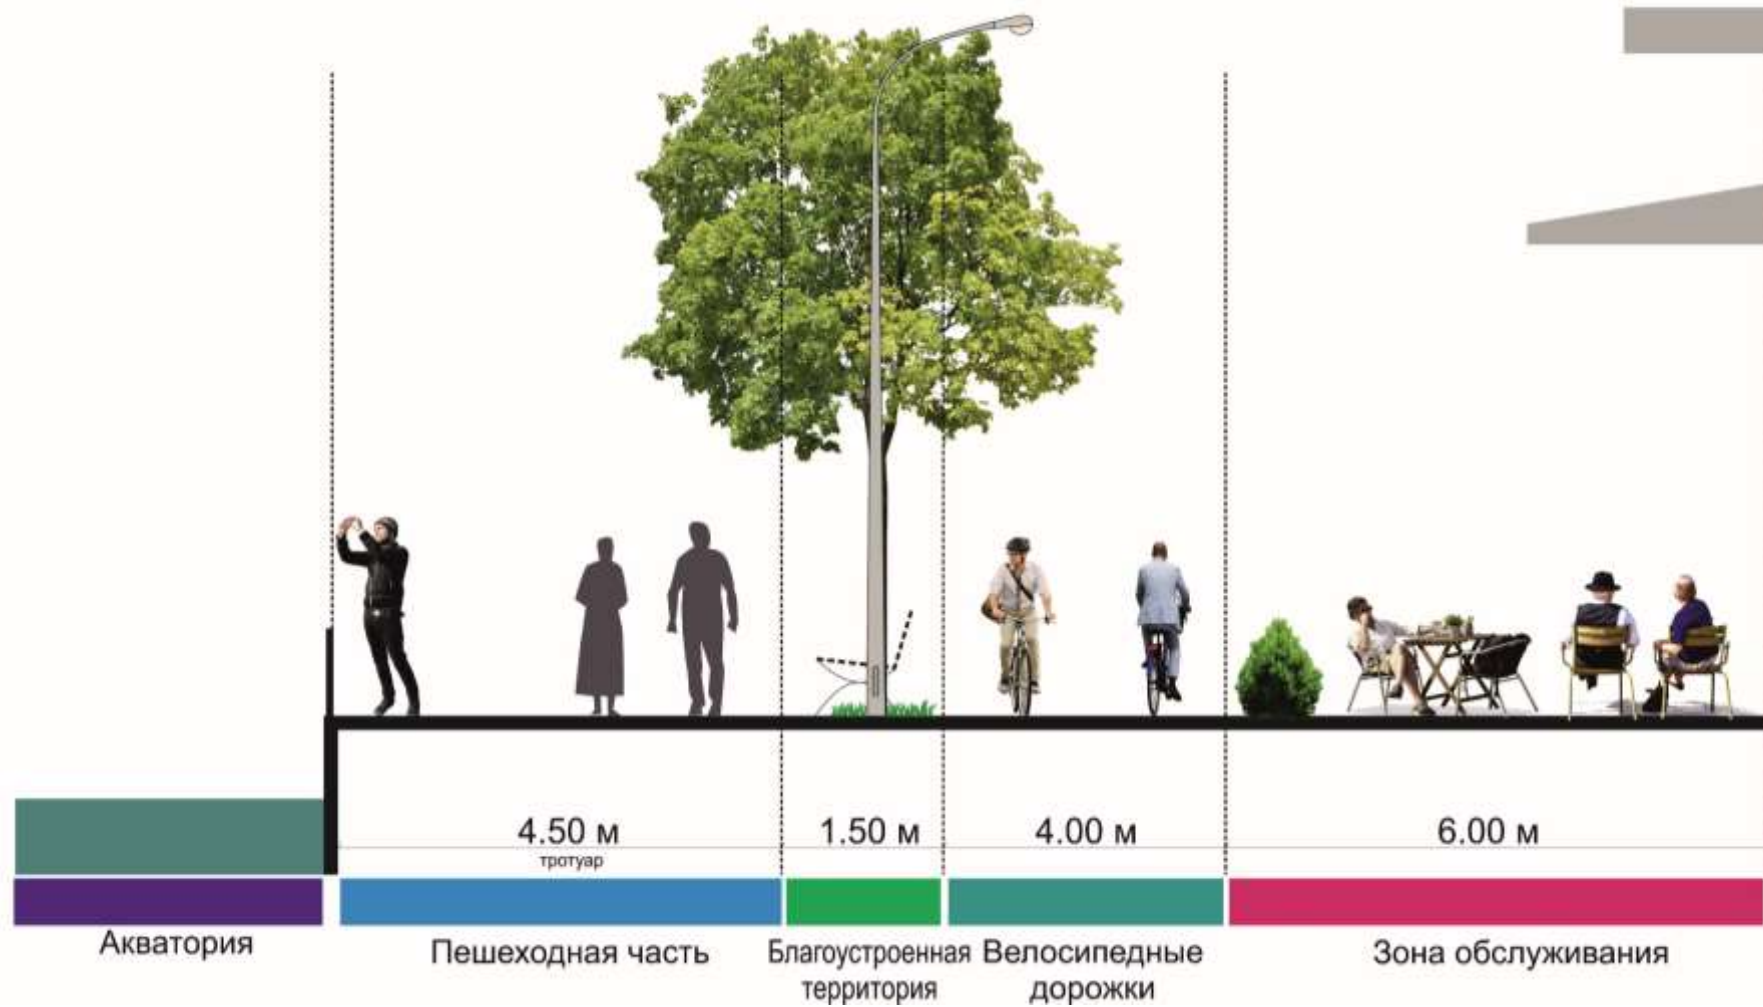 4.50 м
1.50 м
4.00 м
6.00 м
тротуар
Акватория
Пешеходная часть
Благоустроенная
территория
Велосипедные
дорожки
Зона обслуживания